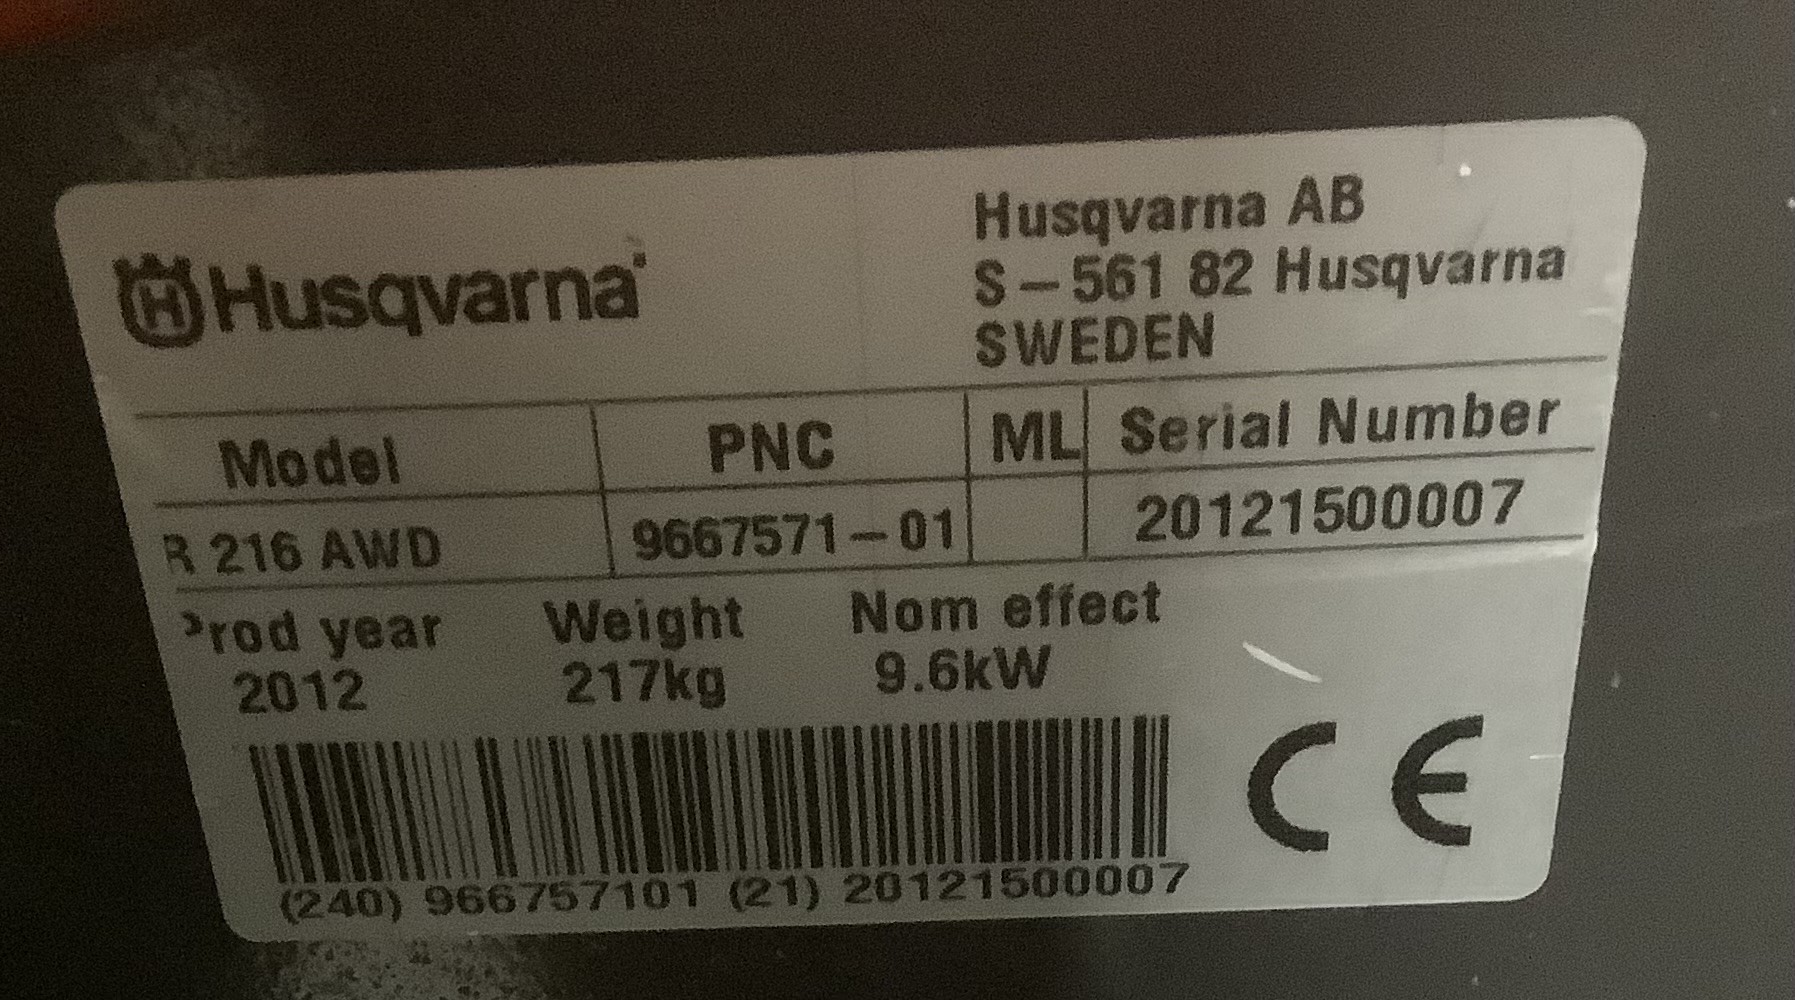 Husqvarna
Husqvarna AB
S-561 82 Husqvarna
SWEDEN
Model PNC ML Serial Number
R 216 AWD 9667571-01 20121500007
Prod year Weight Nom effect
2012 217kg 9.6kW
(240) 966757101 (21) 20121500007
CE